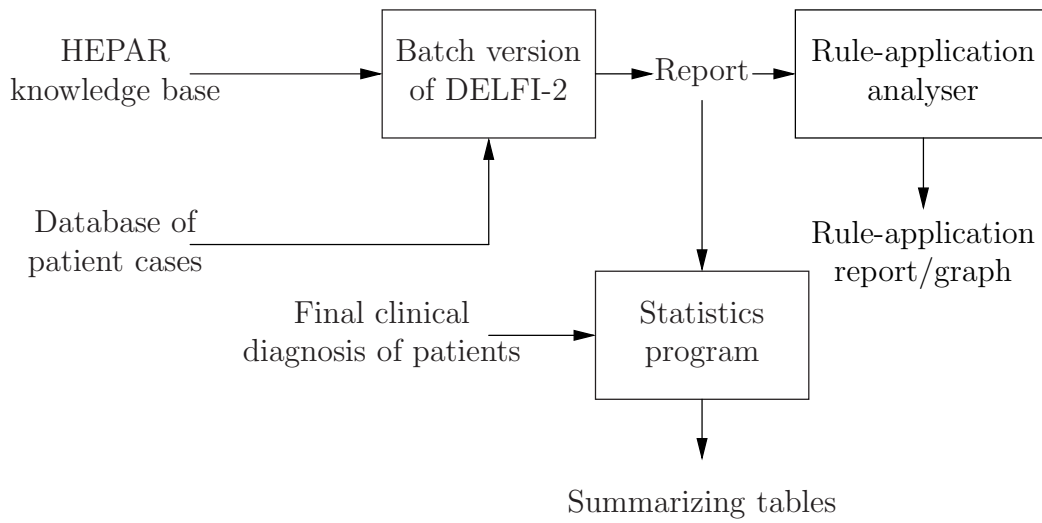 HEPAR
knowledge base
Batch version
of DELFI-2
Report
Rule-application
analyser
Database of
patient cases
Rule-application
report/graph
Final clinical
diagnosis of patients
Statistics
program
Summarizing tables